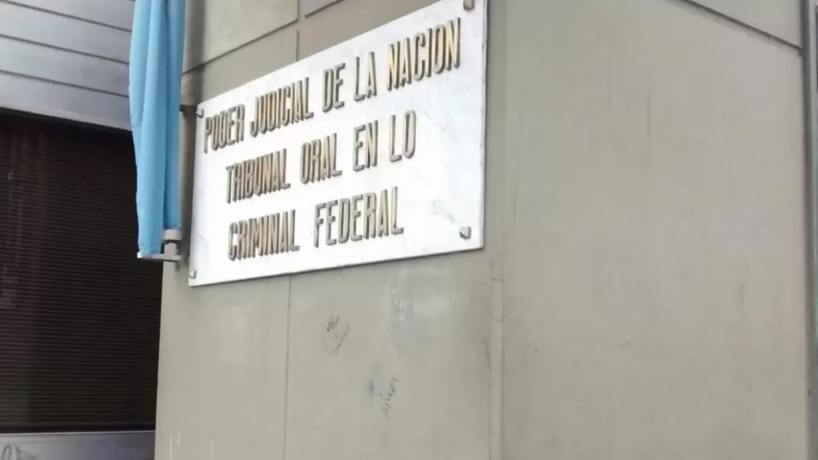 PODER JUDICIAL DE LA NACION
TRIBUNAL ORAL EN LO
CRIMINAL FEDERAL